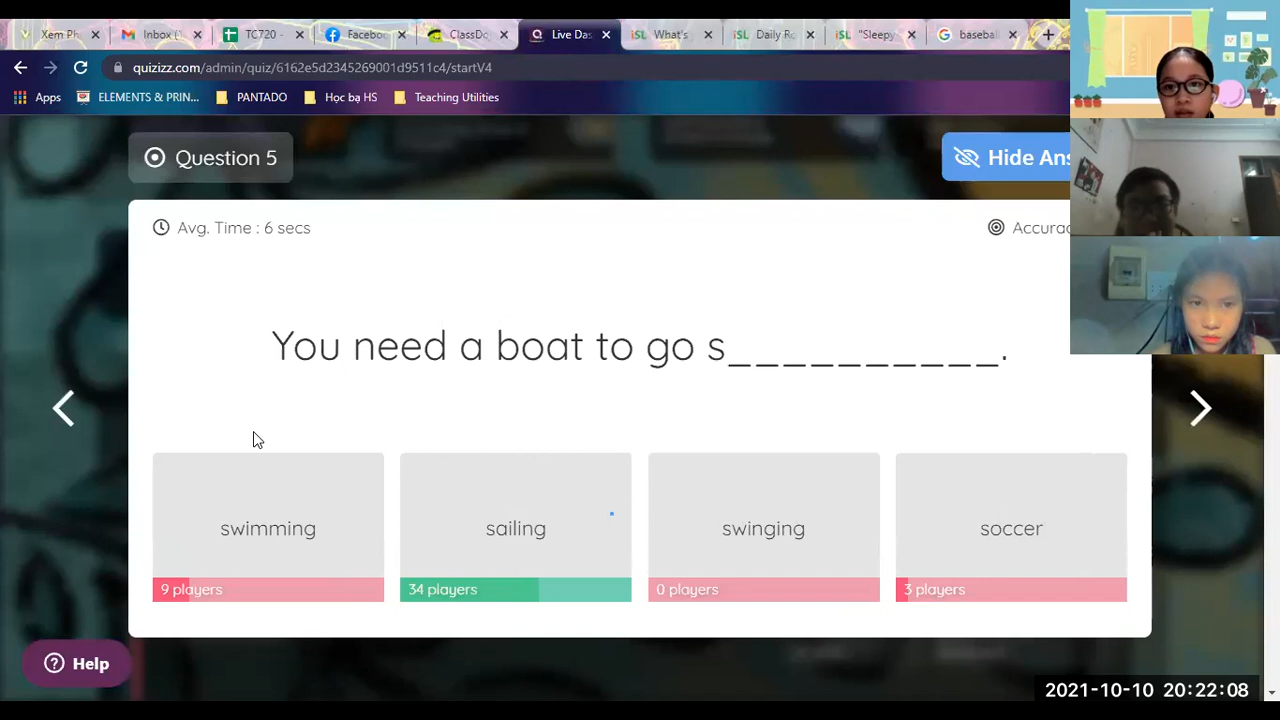 Xem Ph
Inbox (
TC720 -
Faceboo
ClassDo
Live Das
What's
Daily Ro
"Sleepy
baseball
quizizz.com/admin/quiz/6162e5d2345269001d9511c4/startV4
Apps
ELEMENTS & PRIN...
PANTADO
Học bạ HS
Teaching Utilities
Question 5
Hide Ans
Avg. Time : 6 secs
Accurac
You need a boat to go s__________.
swimming
sailing
swinging
soccer
9 players
34 players
0 players
3 players
Help
2021-10-10 20:22:08